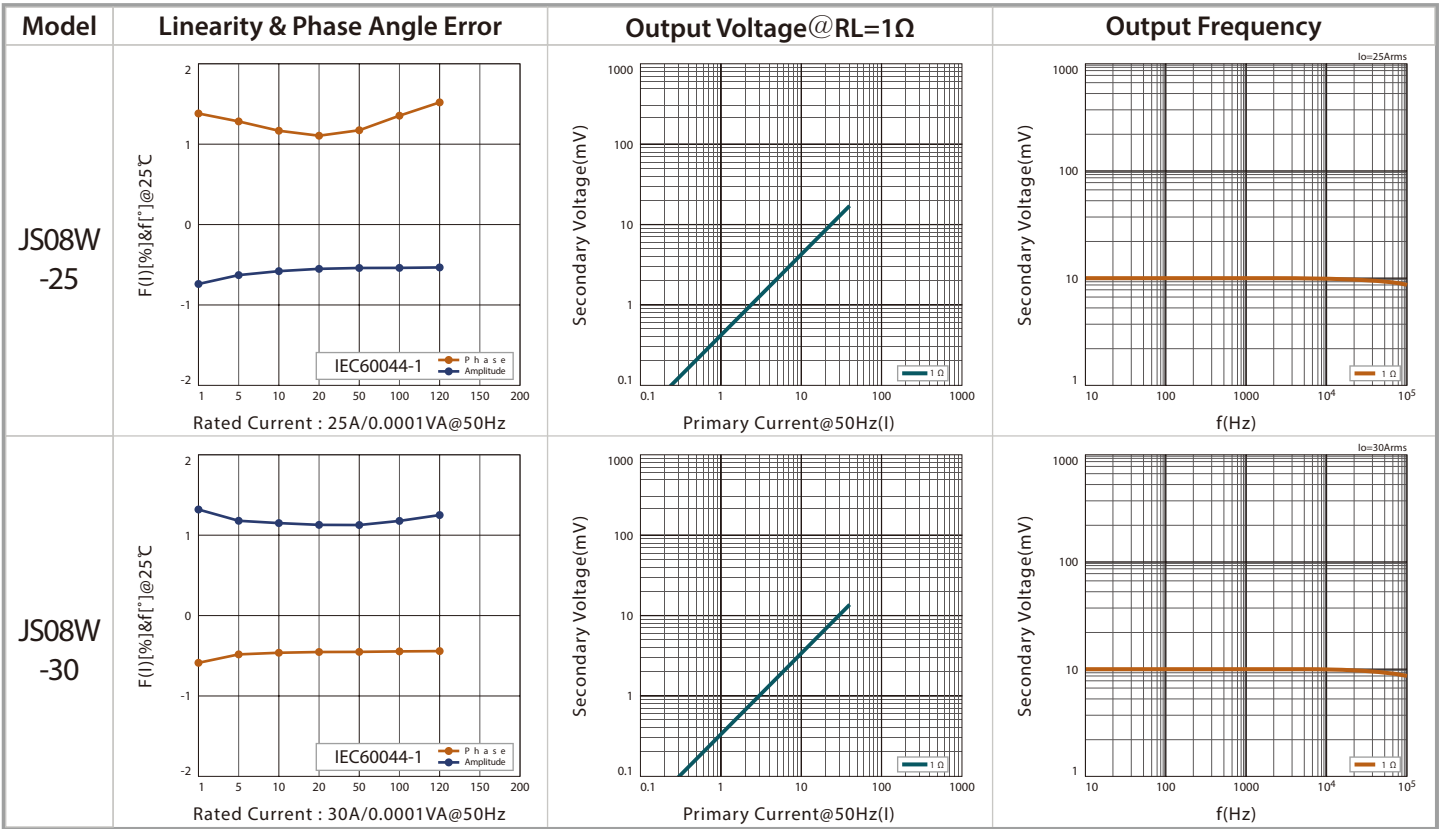 Model
Linearity & Phase Angle Error
Output Voltage@RL=1Ω
Output Frequency
JS08W
-25
2
1
0
-1
-2
F(I)[%]&f[°]@25℃
IEC60044-1
Phase
Amplitude
1 5 10 20 50 100 120 150 200
Rated Current : 25A/0.0001VA@50Hz
1000
100
10
1
0.1
Secondary Voltage(mV)
1 Ω
0.1 1 10 100 1000
Primary Current@50Hz(I)
Io=25Arms
1000
100
10
1
Secondary Voltage(mV)
1 Ω
10 100 1000 10⁴ 10⁵
f(Hz)
JS08W
-30
2
1
0
-1
-2
F(I)[%]&f[°]@25℃
IEC60044-1
Phase
Amplitude
1 5 10 20 50 100 120 150 200
Rated Current : 30A/0.0001VA@50Hz
1000
100
10
1
0.1
Secondary Voltage(mV)
1 Ω
0.1 1 10 100 1000
Primary Current@50Hz(I)
Io=30Arms
1000
100
10
1
Secondary Voltage(mV)
1 Ω
10 100 1000 10⁴ 10⁵
f(Hz)